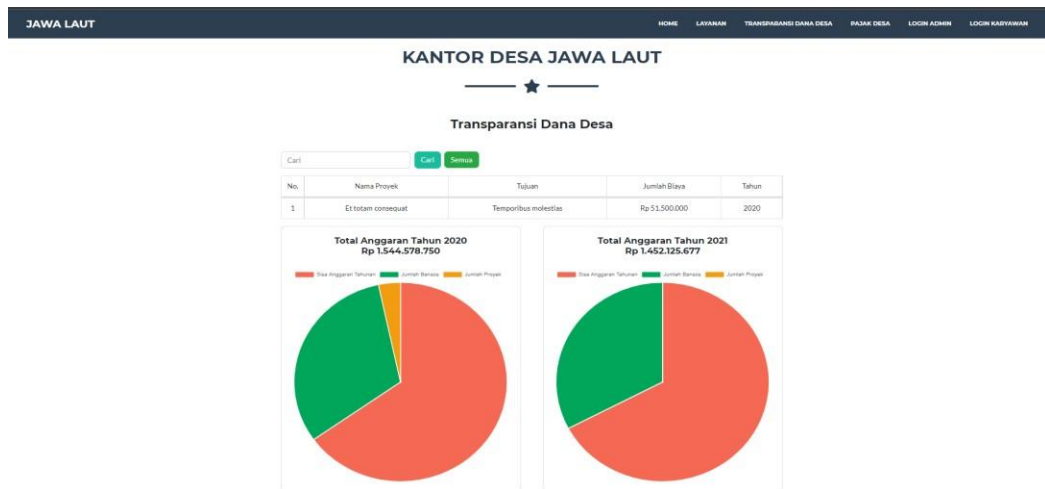 JAWA LAUT
HOME LAYANAN TRANSPARANSI DANA DESA PAJAK DESA LOGIN ADMIN LOGIN KARYAWAN
KANTOR DESA JAWA LAUT
Transparansi Dana Desa
Cari Cari Semua
No. Nama Proyek Tujuan Jumlah Biaya Tahun
1 Et totam consequat Temporibus molestias Rp 51.500.000 2020
Total Anggaran Tahun 2020
Rp 1.544.578.750
Sisa Anggaran Tahunan Jumlah Bansos Jumlah Proyek
Total Anggaran Tahun 2021
Rp 1.452.125.677
Sisa Anggaran Tahunan Jumlah Bansos Jumlah Proyek